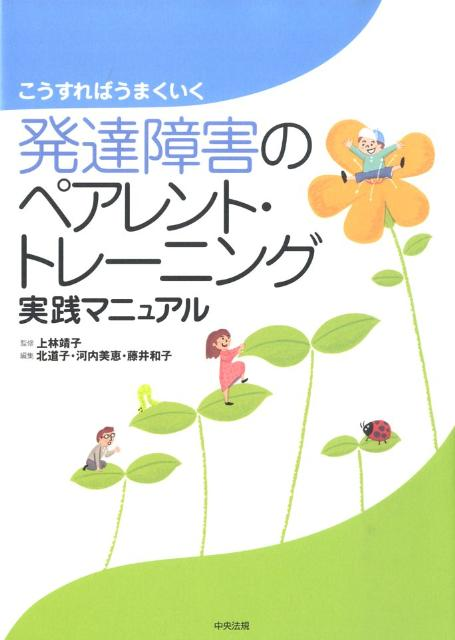 こうすればうまくいく
発達障害の
ペアレント・
トレーニング
実践マニュアル
監修 上林靖子
編集 北道子・河内美恵・藤井和子
中央法規